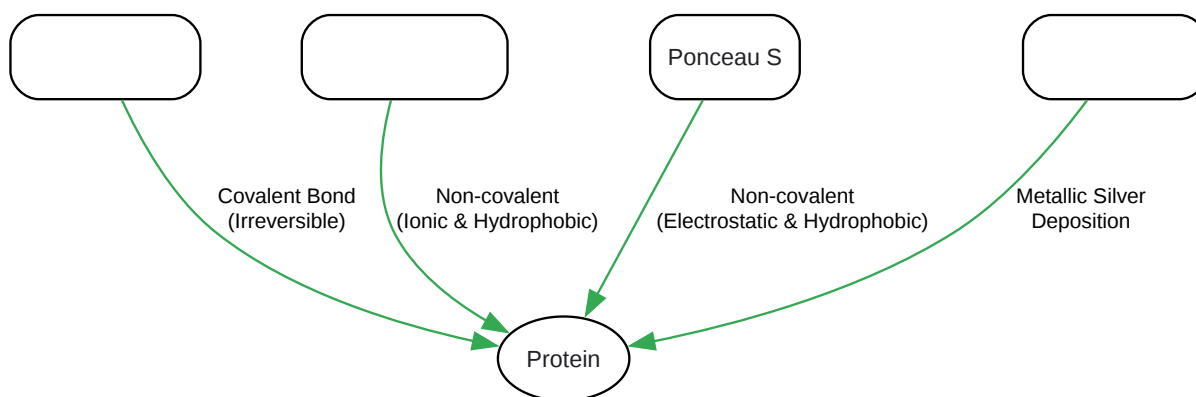 Ponceau S
Covalent Bond
(Irreversible)
Non-covalent
(Ionic & Hydrophobic)
Non-covalent
(Electrostatic & Hydrophobic)
Metallic Silver
Deposition
Protein